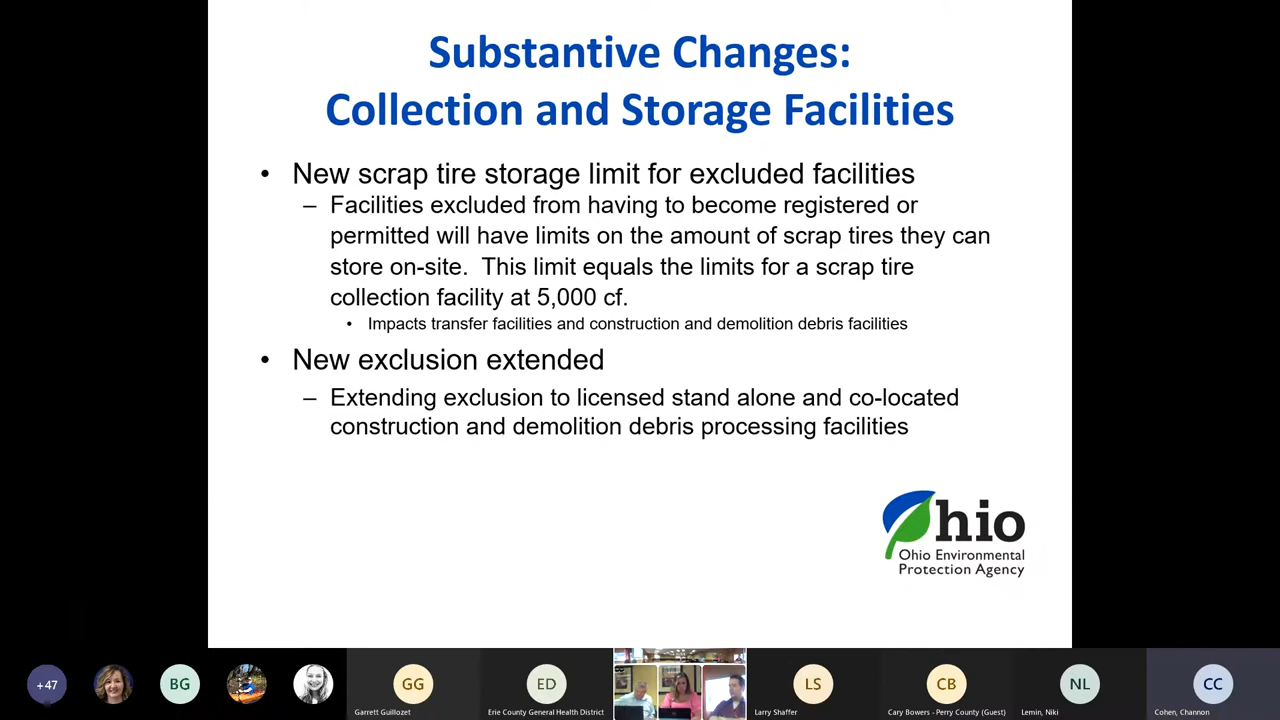 Substantive Changes:
Collection and Storage Facilities
• New scrap tire storage limit for excluded facilities
– Facilities excluded from having to become registered or
permitted will have limits on the amount of scrap tires they can
store on-site. This limit equals the limits for a scrap tire
collection facility at 5,000 cf.
• Impacts transfer facilities and construction and demolition debris facilities
• New exclusion extended
– Extending exclusion to licensed stand alone and co-located
construction and demolition debris processing facilities
Ohio
Ohio Environmental
Protection Agency
+47
BG
GG
Garrett Guillozet
ED
Erie County General Health District
LS
Larry Shaffer
CB
Cary Bowers - Perry County (Guest)
NL
Lemin, Niki
CC
Cohen, Channon